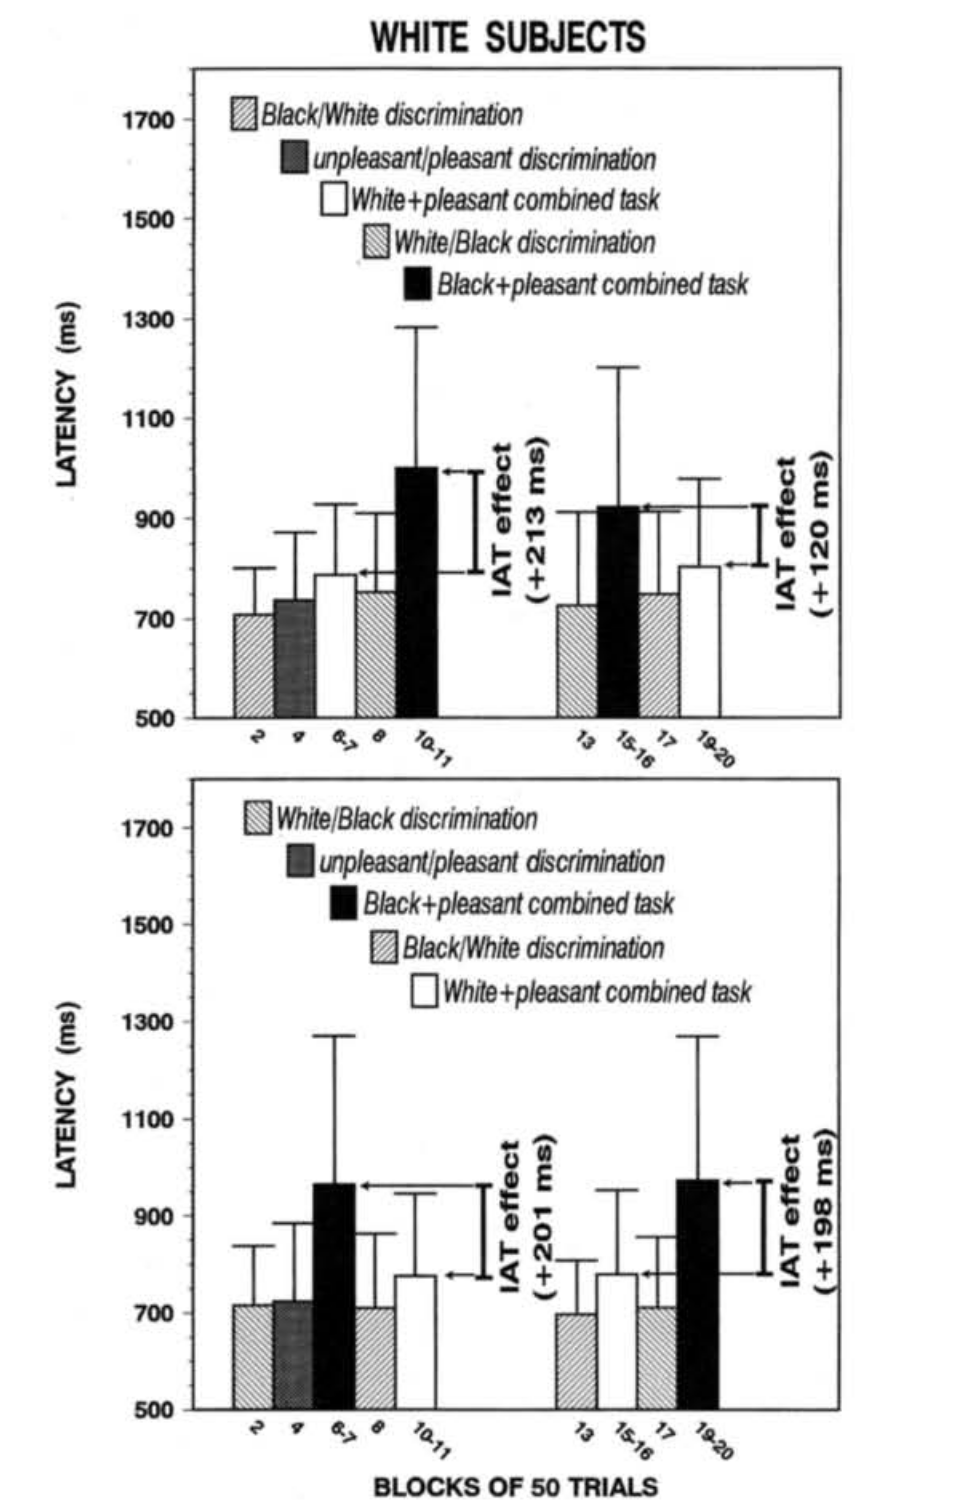 WHITE SUBJECTS
1700
1500
1300
1100
900
700
500
LATENCY (ms)
Black/White discrimination
unpleasant/pleasant discrimination
White+pleasant combined task
White/Black discrimination
Black+pleasant combined task
IAT effect
(+213 ms)
IAT effect
(+120 ms)
2 4 6-7 8 10-11 13 15-16 17 19-20
1700
1500
1300
1100
900
700
500
LATENCY (ms)
White/Black discrimination
unpleasant/pleasant discrimination
Black+pleasant combined task
Black/White discrimination
White+pleasant combined task
IAT effect
(+201 ms)
IAT effect
(+198 ms)
2 4 6-7 8 10-11 13 15-16 17 19-20
BLOCKS OF 50 TRIALS